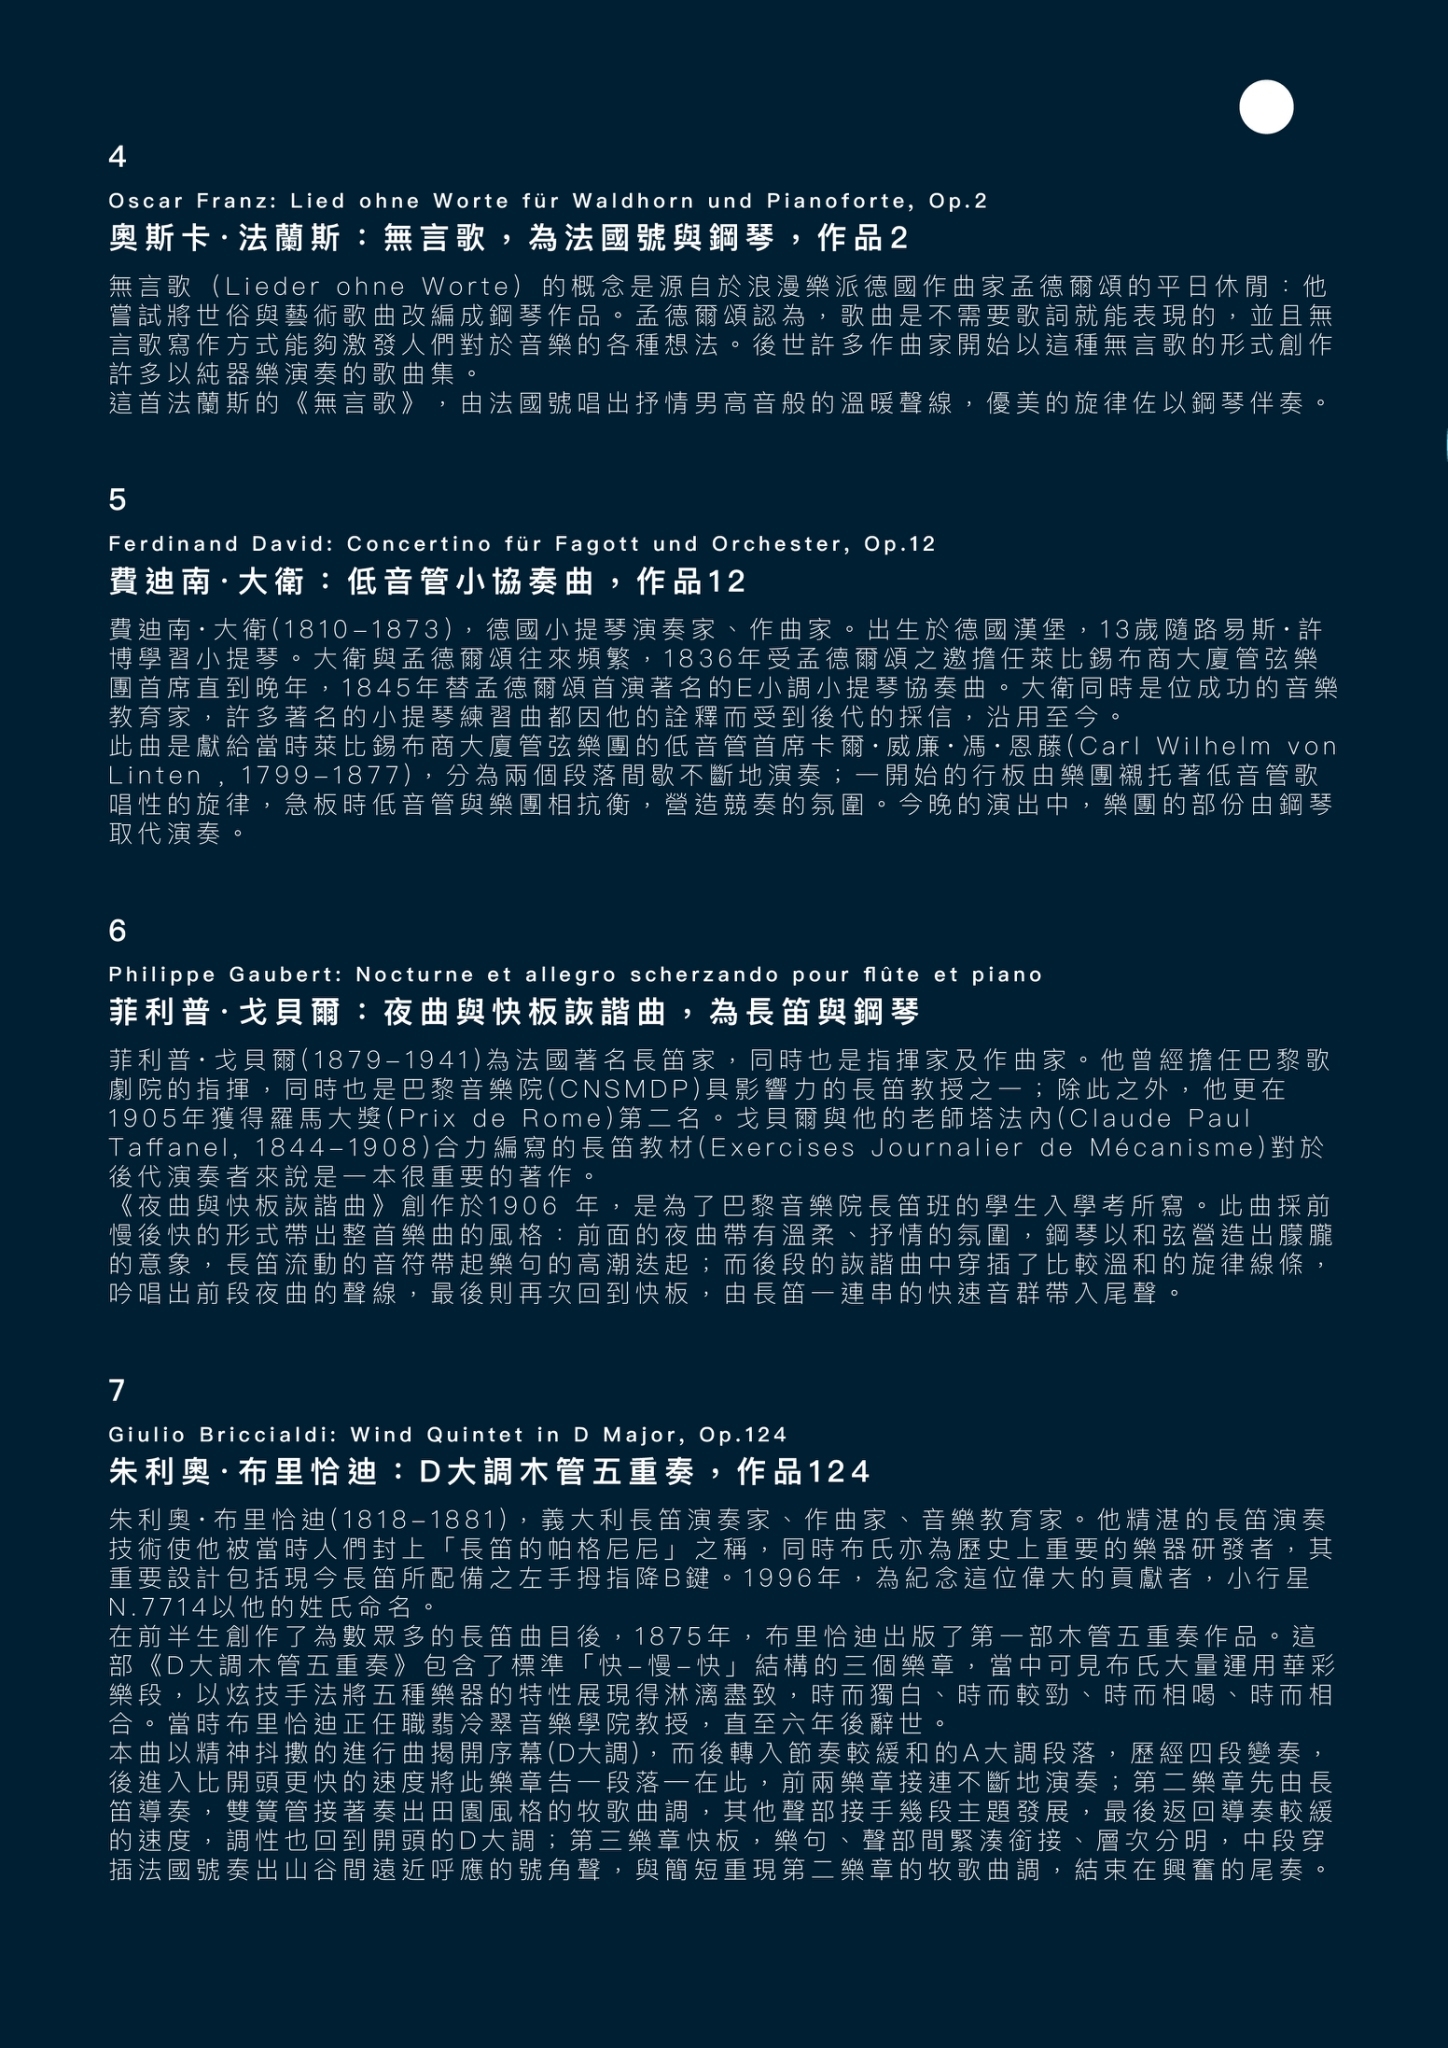 4
Oscar Franz: Lied ohne Worte für Waldhorn und Pianoforte, Op.2
奧斯卡·法蘭斯：無言歌，為法國號與鋼琴，作品2
無言歌（Lieder ohne Worte）的概念是源自於浪漫樂派德國作曲家孟德爾頌的平日休閒：他
嘗試將世俗與藝術歌曲改編成鋼琴作品。孟德爾頌認為，歌曲是不需要歌詞就能表現的，並且無
言歌寫作方式能夠激發人們對於音樂的各種想法。後世許多作曲家開始以這種無言歌的形式創作
許多以純器樂演奏的歌曲集。
這首法蘭斯的《無言歌》，由法國號唱出抒情男高音般的溫暖聲線，優美的旋律佐以鋼琴伴奏。
5
Ferdinand David: Concertino für Fagott und Orchester, Op.12
費迪南·大衛：低音管小協奏曲，作品12
費迪南·大衛(1810–1873)，德國小提琴演奏家、作曲家。出生於德國漢堡，13歲隨路易斯·許
博學習小提琴。大衛與孟德爾頌往來頻繁，1836年受孟德爾頌之邀擔任萊比錫布商大廈管弦樂
團首席直到晚年，1845年替孟德爾頌首演著名的E小調小提琴協奏曲。大衛同時是位成功的音樂
教育家，許多著名的小提琴練習曲都因他的詮釋而受到後代的採信，沿用至今。
此曲是獻給當時萊比錫布商大廈管弦樂團的低音管首席卡爾·威廉·馮·恩藤(Carl Wilhelm von
Linten , 1799–1877)，分為兩個段落間歇不斷地演奏；一開始的行板由樂團襯托著低音管歌
唱性的旋律，急板時低音管與樂團相抗衡，營造競奏的氛圍。今晚的演出中，樂團的部份由鋼琴
取代演奏。
6
Philippe Gaubert: Nocturne et allegro scherzando pour flûte et piano
菲利普·戈貝爾：夜曲與快板詼諧曲，為長笛與鋼琴
菲利普·戈貝爾(1879–1941)為法國著名長笛家，同時也是指揮家及作曲家。他曾經擔任巴黎歌
劇院的指揮，同時也是巴黎音樂院(CNSMDP)具影響力的長笛教授之一；除此之外，他更在
1905年獲得羅馬大獎(Prix de Rome)第二名。戈貝爾與他的老師塔法內(Claude Paul
Taffanel, 1844–1908)合力編寫的長笛教材(Exercises Journalier de Mécanisme)對於
後代演奏者來說是一本很重要的著作。
《夜曲與快板詼諧曲》創作於1906 年，是為了巴黎音樂院長笛班的學生入學考所寫。此曲採前
慢後快的形式帶出整首樂曲的風格：前面的夜曲帶有溫柔、抒情的氛圍，鋼琴以和弦營造出朦朧
的意象，長笛流動的音符帶起樂句的高潮迭起；而後段的詼諧曲中穿插了比較溫和的旋律線條，
吟唱出前段夜曲的聲線，最後則再次回到快板，由長笛一連串的快速音群帶入尾聲。
7
Giulio Briccialdi: Wind Quintet in D Major, Op.124
朱利奧·布里恰迪：D大調木管五重奏，作品124
朱利奧·布里恰迪(1818–1881)，義大利長笛演奏家、作曲家、音樂教育家。他精湛的長笛演奏
技術使他被當時人們封上「長笛的帕格尼尼」之稱，同時布氏亦為歷史上重要的樂器研發者，其
重要設計包括現今長笛所配備之左手拇指降B鍵。1996年，為紀念這位偉大的貢獻者，小行星
N.7714以他的姓氏命名。
在前半生創作了為數眾多的長笛曲目後，1875年，布里恰迪出版了第一部木管五重奏作品。這
部《D大調木管五重奏》包含了標準「快–慢–快」結構的三個樂章，當中可見布氏大量運用華彩
樂段，以炫技手法將五種樂器的特性展現得淋漓盡致，時而獨白、時而較勁、時而相喝、時而相
合。當時布里恰迪正任職翡冷翠音樂學院教授，直至六年後辭世。
本曲以精神抖擻的進行曲揭開序幕(D大調)，而後轉入節奏較緩和的A大調段落，歷經四段變奏，
後進入比開頭更快的速度將此樂章告一段落—在此，前兩樂章接連不斷地演奏；第二樂章先由長
笛導奏，雙簧管接著奏出田園風格的牧歌曲調，其他聲部接手幾段主題發展，最後返回導奏較緩
的速度，調性也回到開頭的D大調；第三樂章快板，樂句、聲部間緊湊銜接、層次分明，中段穿
插法國號奏出山谷間遠近呼應的號角聲，與簡短重現第二樂章的牧歌曲調，結束在興奮的尾奏。